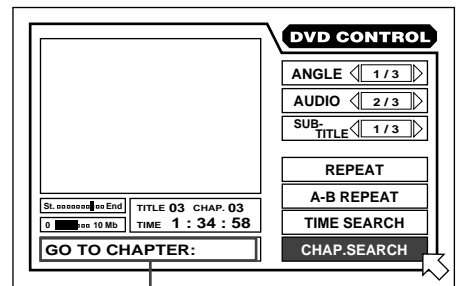 DVD CONTROL
ANGLE 1 / 3
AUDIO 2 / 3
SUB-TITLE 1 / 3
REPEAT
A-B REPEAT
TIME SEARCH
CHAP.SEARCH
St. End
0 10 Mb
TITLE 03 CHAP. 03
TIME 1 : 34 : 58
GO TO CHAPTER: